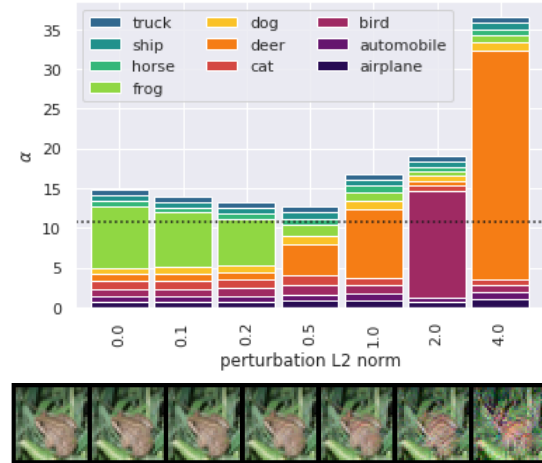 35
30
25
20
15
10
5
0
α
truck
ship
horse
frog
dog
deer
cat
bird
automobile
airplane
0.0 0.1 0.2 0.5 1.0 2.0 4.0
perturbation L2 norm